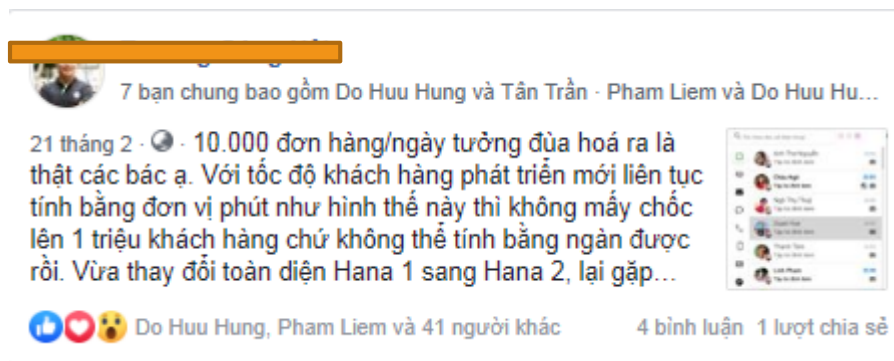 7 bạn chung bao gồm Do Huu Hung và Tân Trần · Pham Liem và Do Huu Hu...
21 tháng 2 · · 10.000 đơn hàng/ngày tưởng đùa hoá ra là
thật các bác ạ. Với tốc độ khách hàng phát triển mới liên tục
tính bằng đơn vị phút như hình thế này thì không mấy chốc
lên 1 triệu khách hàng chứ không thể tính bằng ngàn được
rồi. Vừa thay đổi toàn diện Hana 1 sang Hana 2, lại gặp...
Do Huu Hung, Pham Liem và 41 người khác
4 bình luận 1 lượt chia sẻ